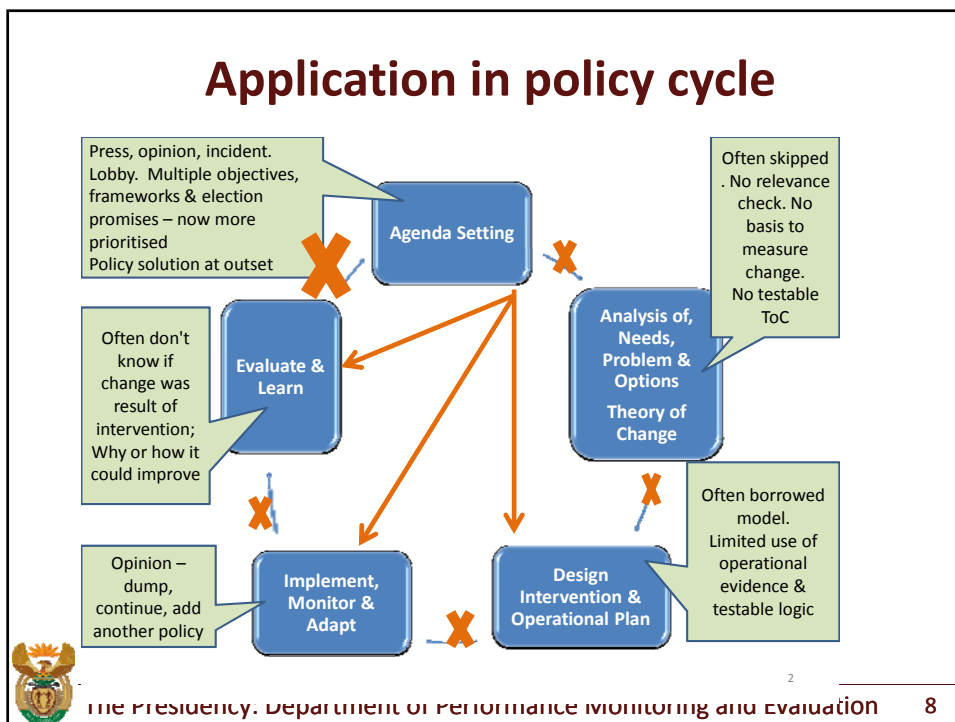 Application in policy cycle
Press, opinion, incident.
Lobby. Multiple objectives,
frameworks & election
promises – now more
prioritised
Policy solution at outset
Agenda Setting
Often skipped
. No relevance
check. No
basis to
measure
change.
No testable
ToC
Analysis of,
Needs,
Problem &
Options
Theory of
Change
Often don't
know if
change was
result of
intervention;
Why or how it
could improve
Evaluate &
Learn
Often borrowed
model.
Limited use of
operational
evidence &
testable logic
Design
Intervention &
Operational Plan
Opinion –
dump,
continue, add
another policy
Implement,
Monitor &
Adapt
2
The Presidency: Department of Performance Monitoring and Evaluation
8